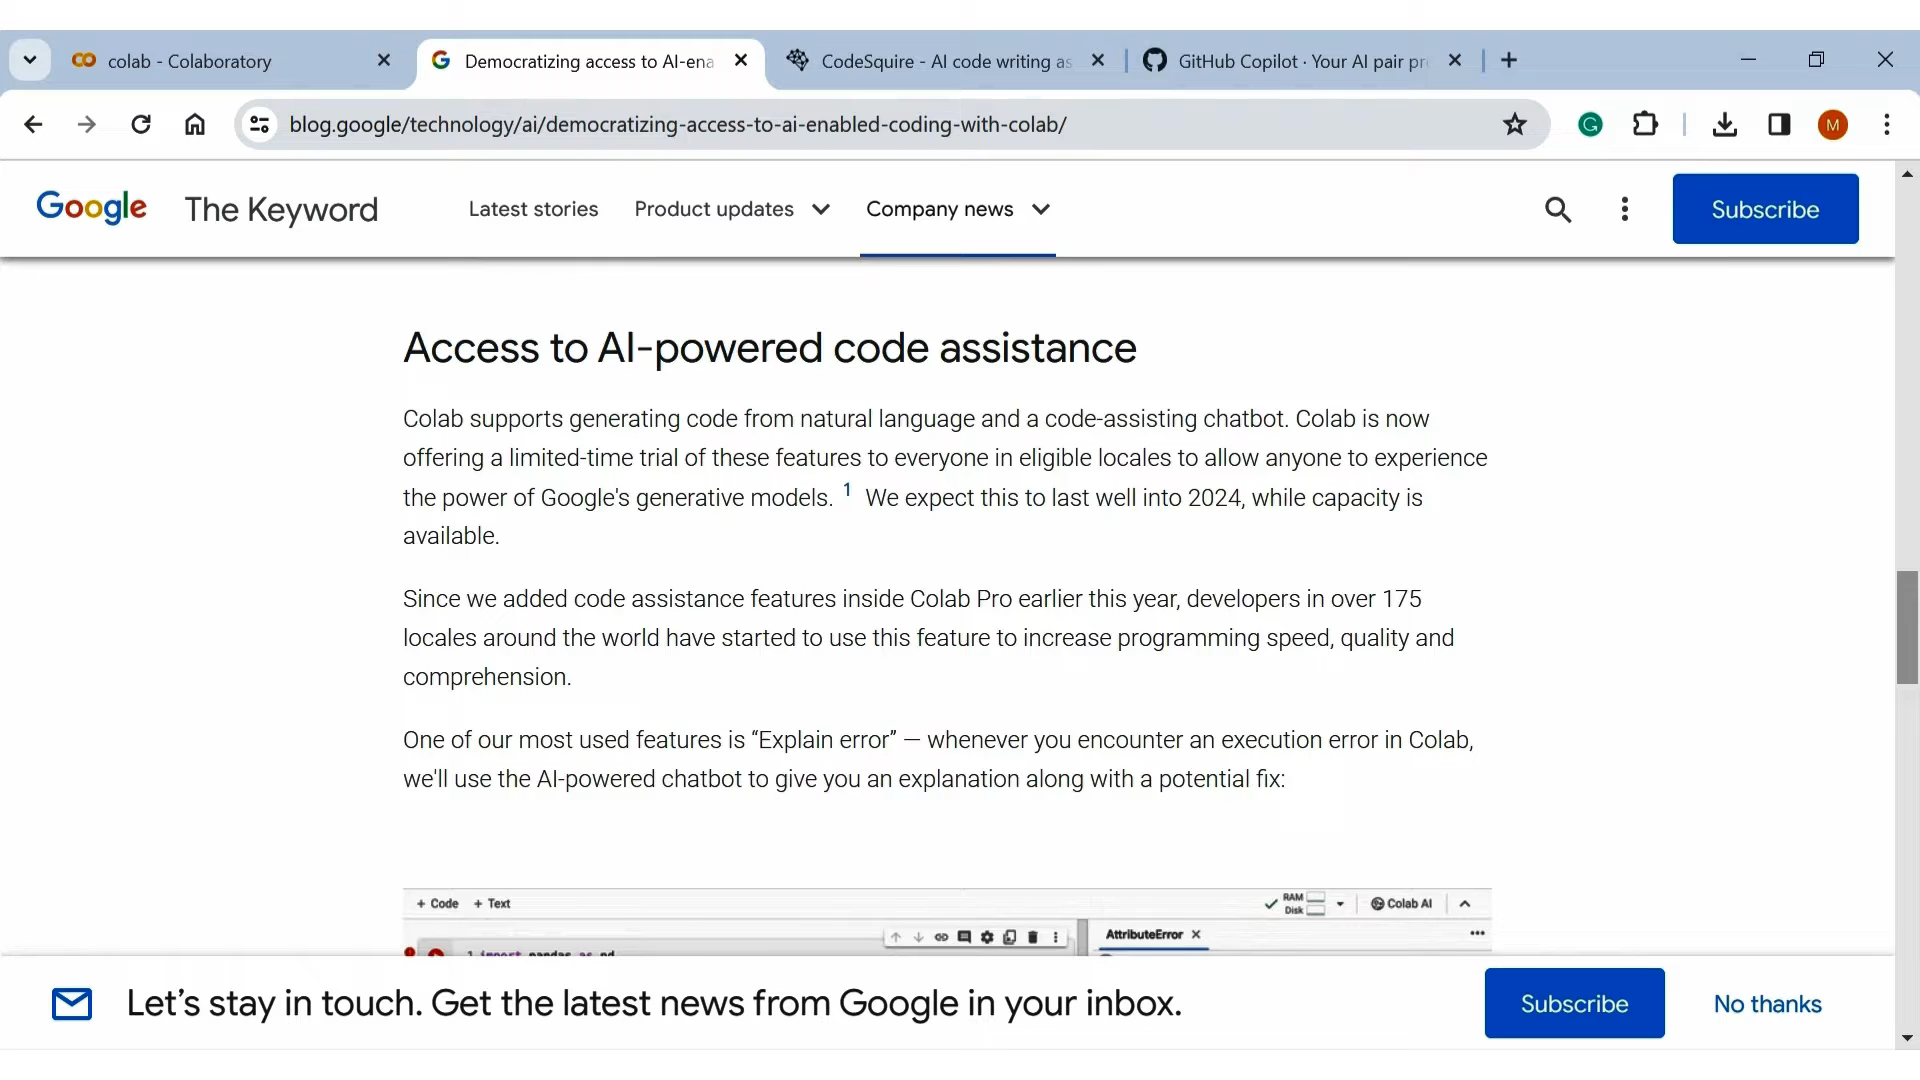 colab - Colaboratory
Democratizing access to AI-ena
CodeSquire - AI code writing as
GitHub Copilot · Your AI pair pr
blog.google/technology/ai/democratizing-access-to-ai-enabled-coding-with-colab/
G
M
Google The Keyword Latest stories Product updates Company news Subscribe
Access to AI-powered code assistance
Colab supports generating code from natural language and a code-assisting chatbot. Colab is now
offering a limited-time trial of these features to everyone in eligible locales to allow anyone to experience
the power of Google's generative models. 1 We expect this to last well into 2024, while capacity is
available.
Since we added code assistance features inside Colab Pro earlier this year, developers in over 175
locales around the world have started to use this feature to increase programming speed, quality and
comprehension.
One of our most used features is “Explain error” — whenever you encounter an execution error in Colab,
we'll use the AI-powered chatbot to give you an explanation along with a potential fix:
+ Code + Text
RAM
Disk
Colab AI
AttributeError
1 import pandas as pd
Let’s stay in touch. Get the latest news from Google in your inbox. Subscribe No thanks